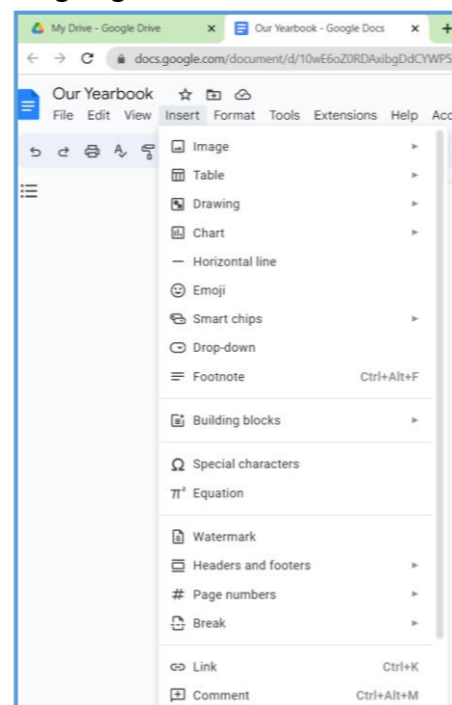 My Drive - Google Drive
Our Yearbook - Google Docs
docs.google.com/document/d/10wE6oZ0RDAxibgDdCYWP5
Our Yearbook
File Edit View Insert Format Tools Extensions Help Acc
Image
Table
Drawing
Chart
Horizontal line
Emoji
Smart chips
Drop-down
Footnote Ctrl+Alt+F
Building blocks
Ω Special characters
π² Equation
Watermark
Headers and footers
# Page numbers
Break
Link Ctrl+K
Comment Ctrl+Alt+M